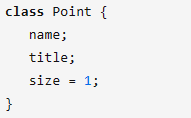 class Point {
   name;
   title;
   size = 1;
}